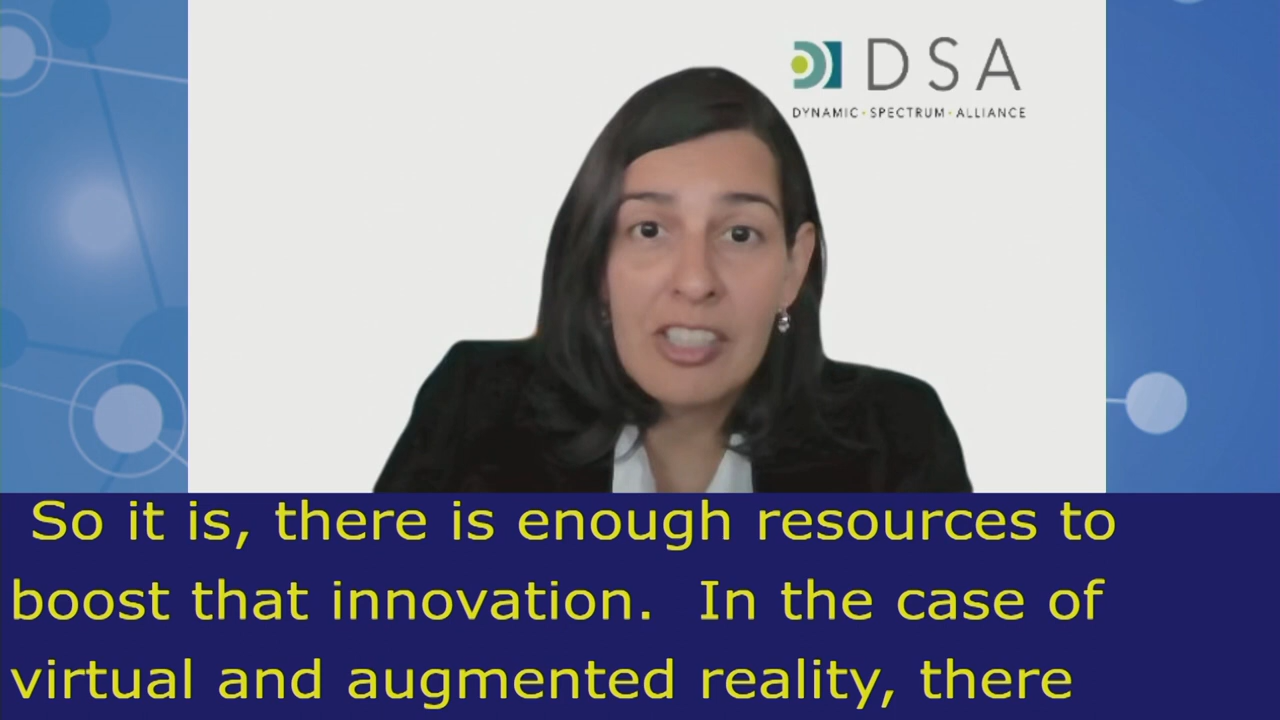 DSA
DYNAMIC · SPECTRUM · ALLIANCE
So it is, there is enough resources to
boost that innovation.  In the case of
virtual and augmented reality, there